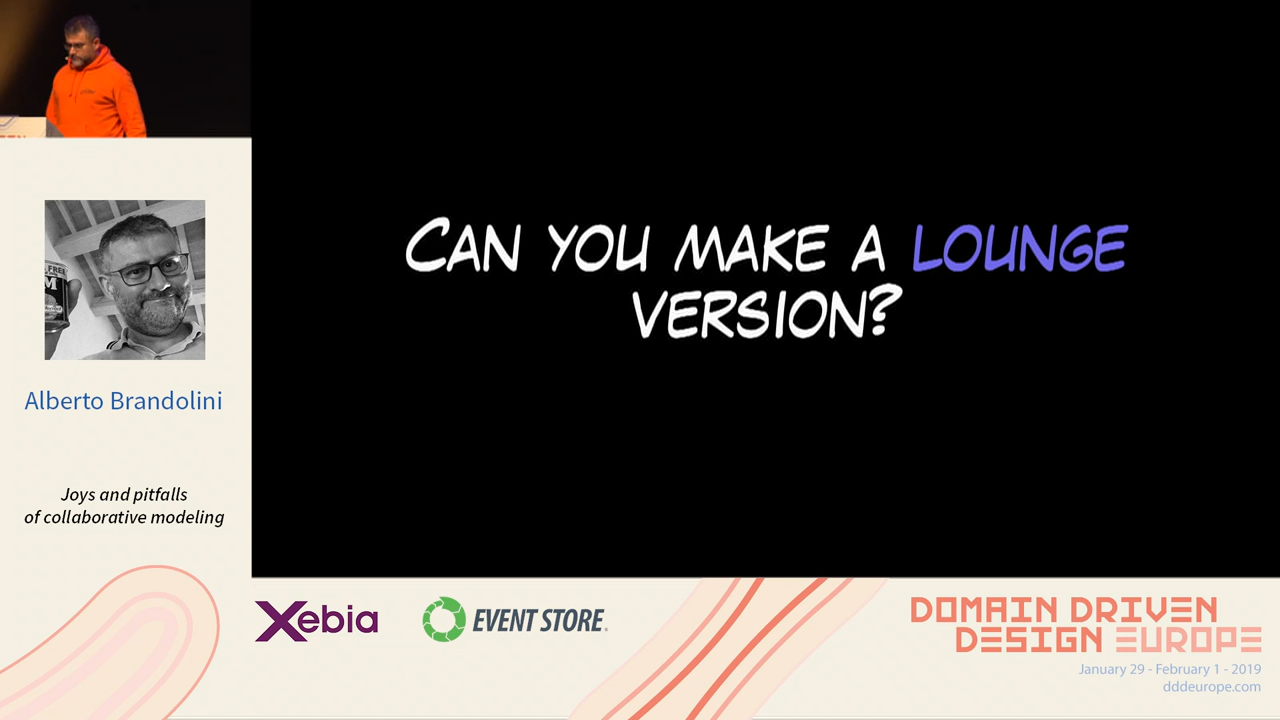 CAN YOU MAKE A LOUNGE
VERSION?
FREE
M
Alberto Brandolini
Joys and pitfalls
of collaborative modeling
Xebia
EVENT STORE
DOMAIN DRIVEN
DESIGN EUROPE
January 29 - February 1 - 2019
dddeurope.com